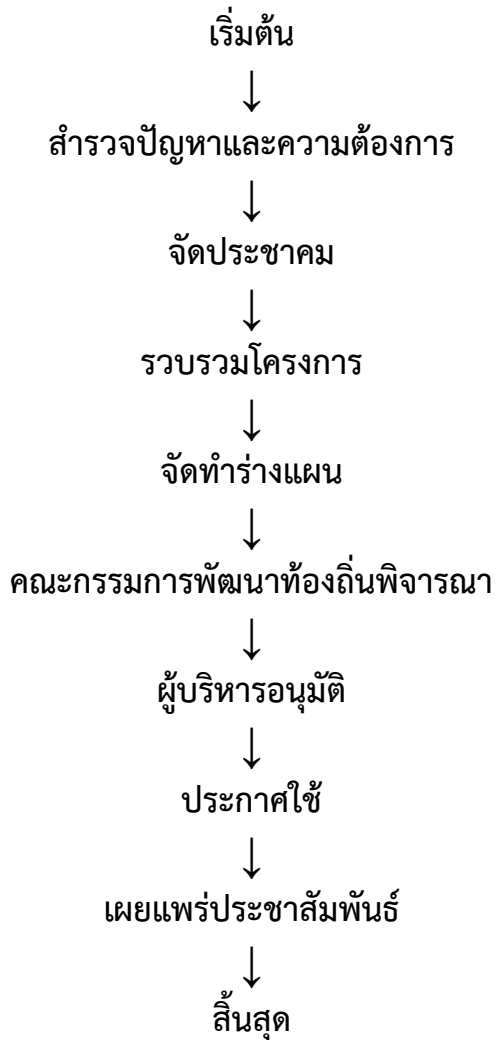 เริ่มต้น
↓
สำรวจปัญหาและความต้องการ
↓
จัดประชาคม
↓
รวบรวมโครงการ
↓
จัดทำร่างแผน
↓
คณะกรรมการพัฒนาท้องถิ่นพิจารณา
↓
ผู้บริหารอนุมัติ
↓
ประกาศใช้
↓
เผยแพร่ประชาสัมพันธ์
↓
สิ้นสุด